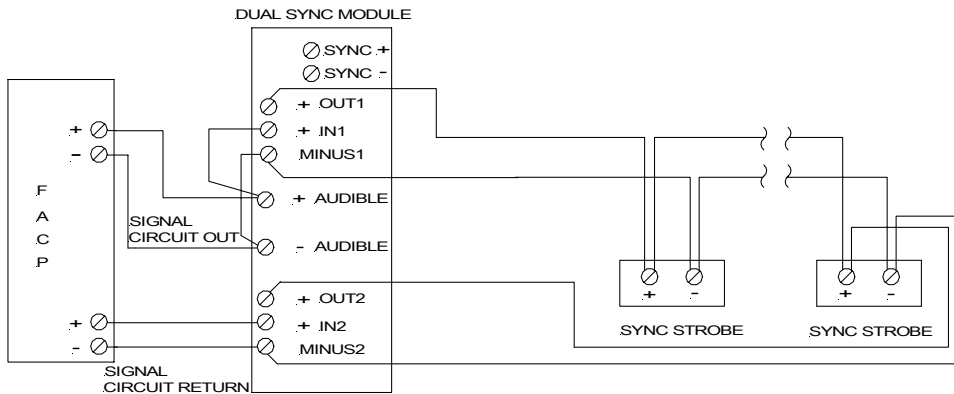 DUAL SYNC MODULE
SYNC +
SYNC -
+ OUT1
+ IN1
MINUS1
+ AUDIBLE
- AUDIBLE
+ OUT2
+ IN2
MINUS2
+
-
F
A
C
P
+
-
SIGNAL
CIRCUIT OUT
SIGNAL
CIRCUIT RETURN
+ -
SYNC STROBE
+ -
SYNC STROBE